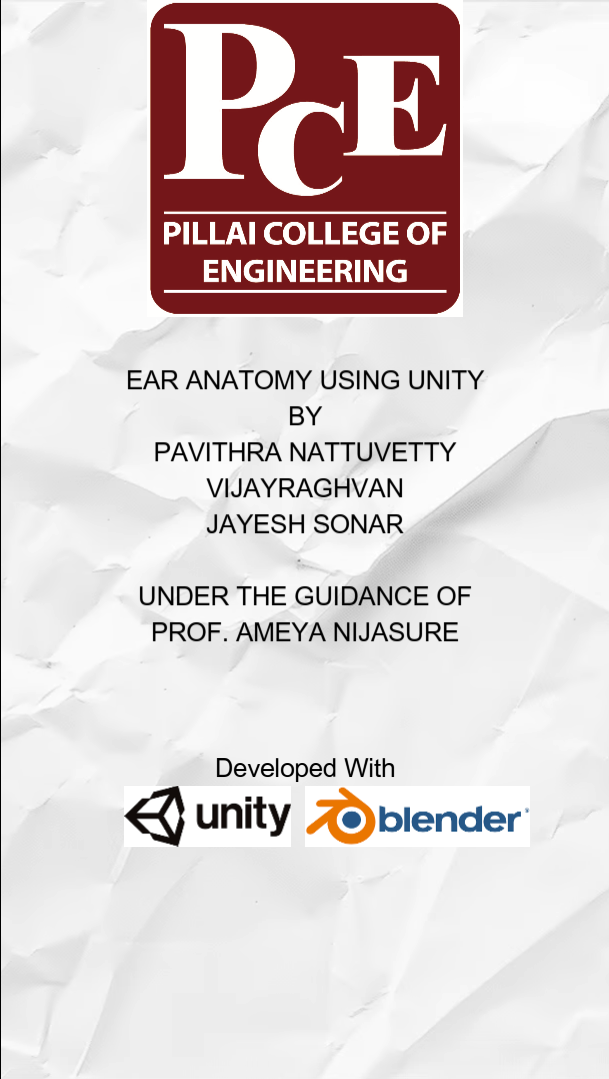 PCE
PILLAI COLLEGE OF
ENGINEERING
EAR ANATOMY USING UNITY
BY
PAVITHRA NATTUVETTY
VIJAYRAGHVAN
JAYESH SONAR
UNDER THE GUIDANCE OF
PROF. AMEYA NIJASURE
Developed With
unity blender